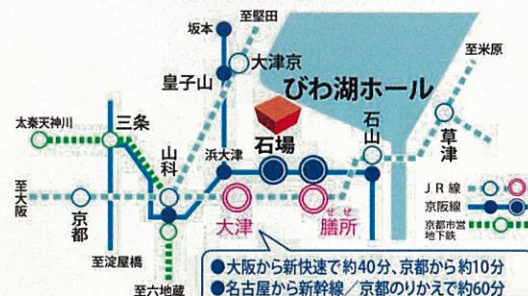 至堅田
坂本
大津京
至米原
皇子山
びわ湖ホール
太秦天神川
三条
石山
草津
山科
浜大津
石場
JR線
至大阪
京都
京阪線
大津
膳所
ぜぜ
京都市営
地下鉄
至淀屋橋
至六地蔵
●大阪から新快速で約40分、京都から約10分
●名古屋から新幹線/京都のりかえで約60分